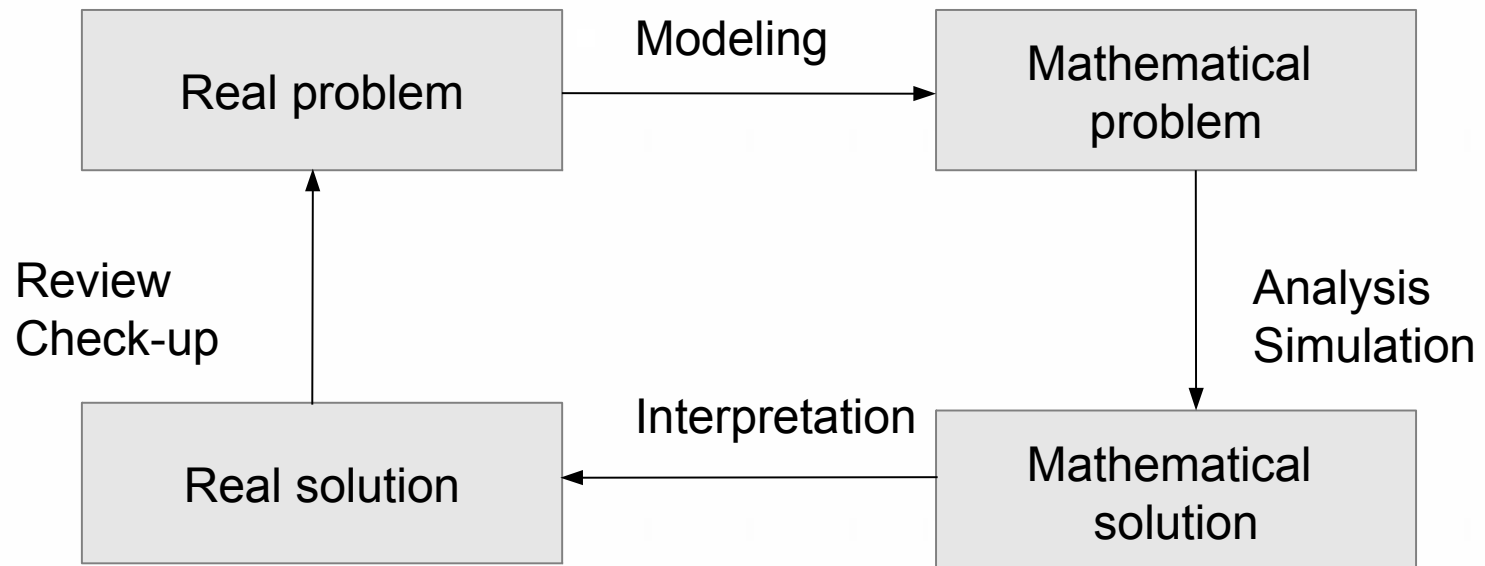 Real problem
Modeling
Mathematical
problem
Review
Check-up
Analysis
Simulation
Real solution
Interpretation
Mathematical
solution